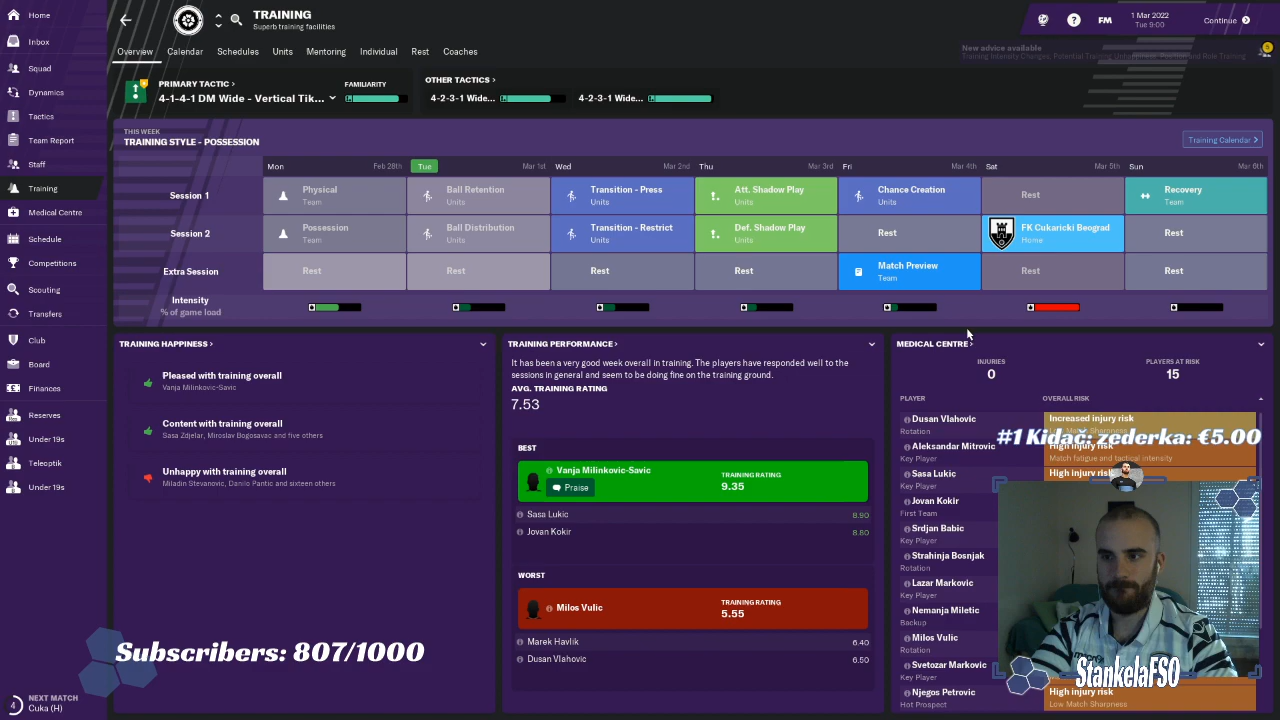 Home
Inbox
Squad
Dynamics
Tactics
Team Report
Staff
Training
Medical Centre
Schedule
Competitions
Scouting
Transfers
Club
Board
Finances
Reserves
Under 19s
Teleoptik
Under 19s
4
NEXT MATCH
Cuka (H)
TRAINING
Superb training facilities
? FM
1 Mar 2022
Tue 9:00
Continue
Overview Calendar Schedules Units Mentoring Individual Rest Coaches
New advice available
Training Intensity Changes, Potential Training Unhappiness, Position and Role Training
PRIMARY TACTIC >
4-1-4-1 DM Wide - Vertical Tik...
FAMILIARITY
OTHER TACTICS >
4-2-3-1 Wide... 4-2-3-1 Wide...
THIS WEEK
TRAINING STYLE - POSSESSION
Training Calendar >
Mon Feb 28th Tue Mar 1st Wed Mar 2nd Thu Mar 3rd Fri Mar 4th Sat Mar 5th Sun Mar 6th
Session 1
Physical
Team
Ball Retention
Units
Transition - Press
Units
Att. Shadow Play
Units
Chance Creation
Units
Rest
Recovery
Team
Session 2
Possession
Team
Ball Distribution
Units
Transition - Restrict
Units
Def. Shadow Play
Units
Rest
FK Cukaricki Beograd
Home
Rest
Extra Session
Rest
Rest
Rest
Rest
Match Preview
Team
Rest
Rest
Intensity
% of game load
TRAINING HAPPINESS >
Pleased with training overall
Vanja Milinkovic-Savic
Content with training overall
Sasa Zdjelar, Miroslav Bogosavac and five others
Unhappy with training overall
Miladin Stevanovic, Danilo Pantic and sixteen others
TRAINING PERFORMANCE >
It has been a very good week overall in training. The players have responded well to the
sessions in general and seem to be doing fine on the training ground.
AVG. TRAINING RATING
7.53
BEST
Vanja Milinkovic-Savic
Praise
TRAINING RATING
9.35
Sasa Lukic 8.90
Jovan Kokir 8.80
WORST
Milos Vulic
TRAINING RATING
5.55
Marek Havlik 6.40
Dusan Vlahovic 6.50
MEDICAL CENTRE >
INJURIES
0
PLAYERS AT RISK
15
PLAYER OVERALL RISK
Dusan Vlahovic
Rotation
Increased injury risk
Low Match Sharpness
Aleksandar Mitrovic
Key Player
High injury risk
Match fatigue and tactical intensity
Sasa Lukic
Key Player
High injury risk
Jovan Kokir
First Team
Srdjan Babic
Key Player
Strahinja Bosnjak
Rotation
Lazar Markovic
Key Player
Nemanja Miletic
Backup
Milos Vulic
Rotation
Svetozar Markovic
Key Player
Njegos Petrovic
Hot Prospect
High injury risk
Low Match Sharpness
#1 Kidač: zederka: €5.00
StankelaFSO
Subscribers: 807/1000